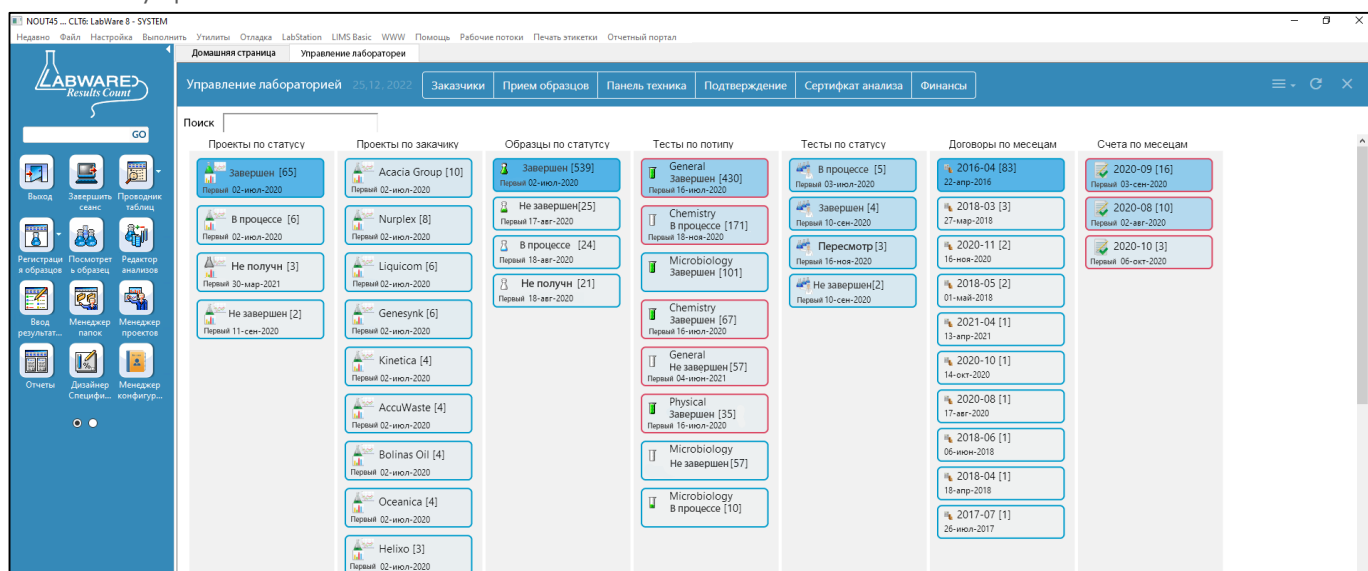 NOUT45 ... CLT6: LabWare 8 - SYSTEM
Недавно Файл Настройка Выполнить Утилиты Отладка LabStation LIMS Basic WWW Помощь Рабочие потоки Печать этикетки Отчетный портал
Домашняя страница Управление лабораторией
LABWARE
Results Count
GO
Выход
Завершить сеанс
Проводник таблиц
Регистраци я образцов
Посмотрет ь образец
Редактор анализов
Ввод результат...
Менеджер папок
Менеджер проектов
Отчеты
Дизайнер Специфи...
Менеджер конфигур...
Управление лабораторией 25,12. 2022 Заказчики Прием образцов Панель техника Подтверждение Сертифкат анализа Финансы
Поиск
Проекты по статусу
Завершен [65]
Первый 02-июл-2020
В процессе [6]
Первый 02-июл-2020
Не получн [3]
Первый 30-мар-2021
Не завершен [2]
Первый 11-сен-2020
Проекты по закачику
Acacia Group [10]
Первый 02-июл-2020
Nurplex [8]
Первый 02-июл-2020
Liquicom [6]
Первый 02-июл-2020
Genesynk [6]
Первый 02-июл-2020
Kinetica [4]
Первый 02-июл-2020
AccuWaste [4]
Первый 02-июл-2020
Bolinas Oil [4]
Первый 02-июл-2020
Oceanica [4]
Первый 02-июл-2020
Helixo [3]
Первый 02-июл-2020
Образцы по статутсу
Завершен [539]
Первый 02-июл-2020
Не завершен[25]
Первый 17-авг-2020
В процессе [24]
Первый 18-авг-2020
Не получн [21]
Первый 18-авг-2020
Тесты по потипу
General
Завершен [430]
Первый 16-июл-2020
Chemistry
В процессе [171]
Первый 18-ноя-2020
Microbiology
Завершен [101]
Chemistry
Завершен [67]
Первый 16-июл-2020
General
Не завершен[57]
Первый 04-июн-2021
Physical
Завершен [35]
Первый 16-июл-2020
Microbiology
Не завершен[57]
Microbiology
В процессе [10]
Тесты по статусу
В процессе [5]
Первый 03-июл-2020
Завершен [4]
Первый 10-сен-2020
Пересмотр [3]
Первый 16-ноя-2020
Не завершен[2]
Первый 10-сен-2020
Договоры по месецам
2016-04 [83]
22-апр-2016
2018-03 [3]
27-мар-2018
2020-11 [2]
16-ноя-2020
2018-05 [2]
01-май-2018
2021-04 [1]
13-апр-2021
2020-10 [1]
14-окт-2020
2020-08 [1]
17-авг-2020
2018-06 [1]
06-июн-2018
2018-04 [1]
18-апр-2018
2017-07 [1]
26-июл-2017
Счета по месецам
2020-09 [16]
Первый 03-сен-2020
2020-08 [10]
Первый 02-авг-2020
2020-10 [3]
Первый 06-окт-2020